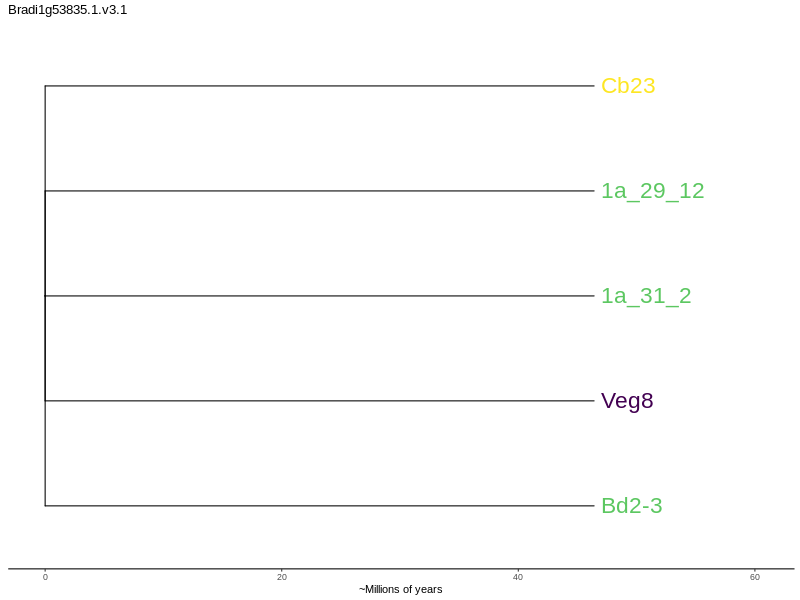 Bradi1g53835.1.v3.1
Cb23
1a_29_12
1a_31_2
Veg8
Bd2-3
0 20 40 60
~Millions of years